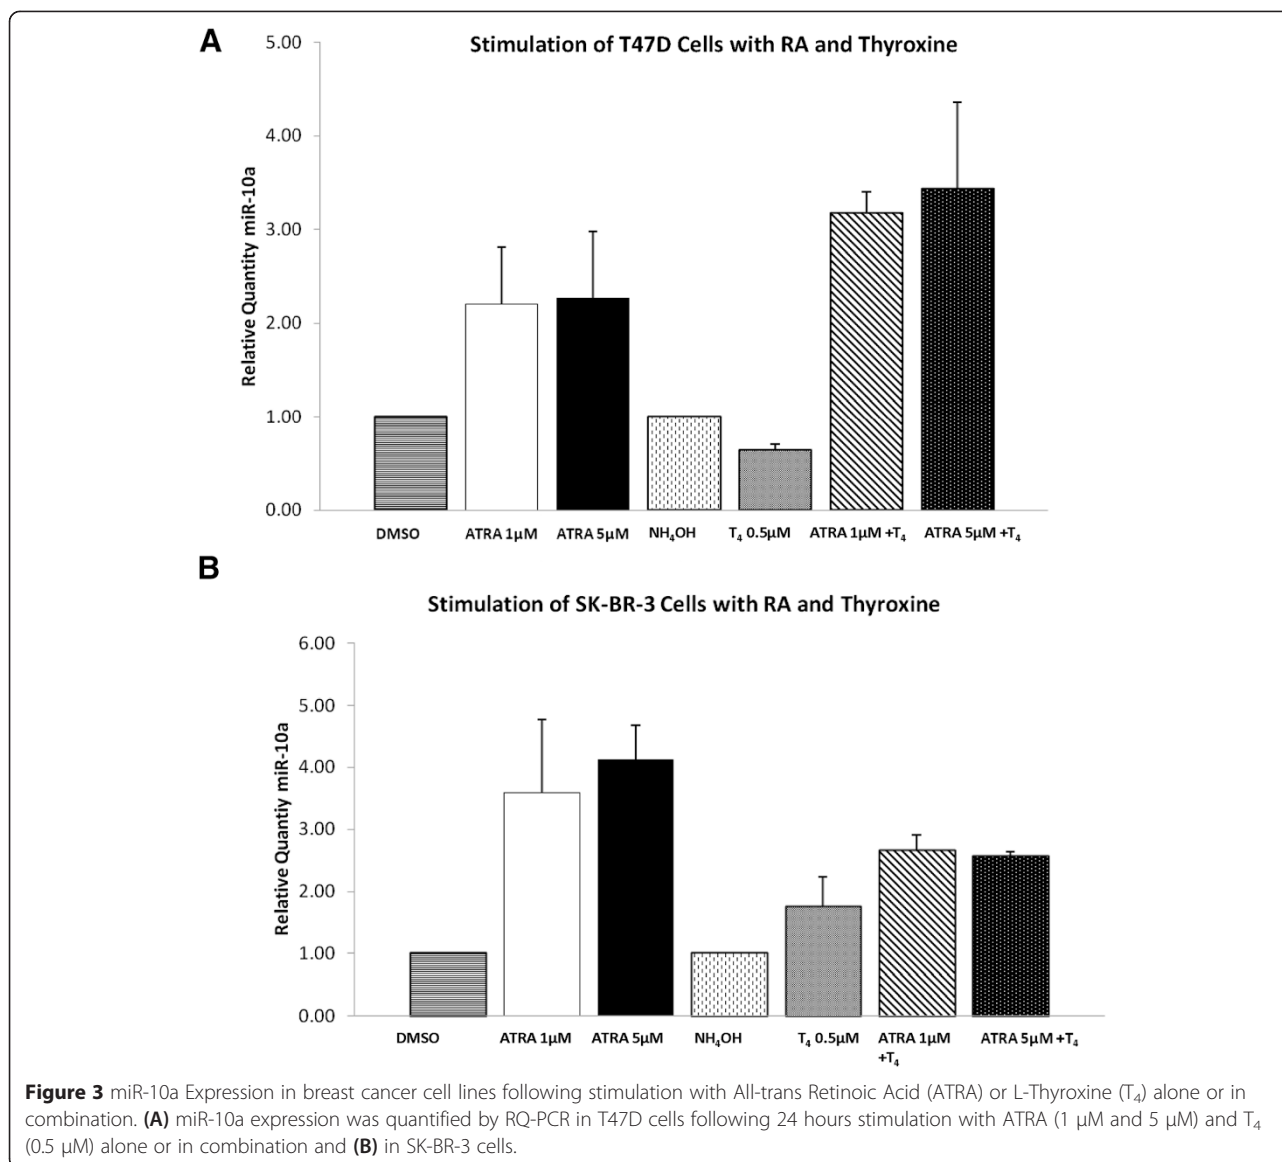 A
Stimulation of T47D Cells with RA and Thyroxine
Relative Quantity miR-10a
5.00
4.00
3.00
2.00
1.00
0.00
DMSO ATRA 1µM ATRA 5µM NH₄OH T₄ 0.5µM ATRA 1µM +T₄ ATRA 5µM +T₄
B
Stimulation of SK-BR-3 Cells with RA and Thyroxine
Relative Quantiy miR-10a
6.00
5.00
4.00
3.00
2.00
1.00
0.00
DMSO ATRA 1µM ATRA 5µM NH₄OH T₄ 0.5µM ATRA 1µM ATRA 5µM +T₄
+T₄
Figure 3 miR-10a Expression in breast cancer cell lines following stimulation with All-trans Retinoic Acid (ATRA) or L-Thyroxine (T₄) alone or in
combination. (A) miR-10a expression was quantified by RQ-PCR in T47D cells following 24 hours stimulation with ATRA (1 µM and 5 µM) and T₄
(0.5 µM) alone or in combination and (B) in SK-BR-3 cells.